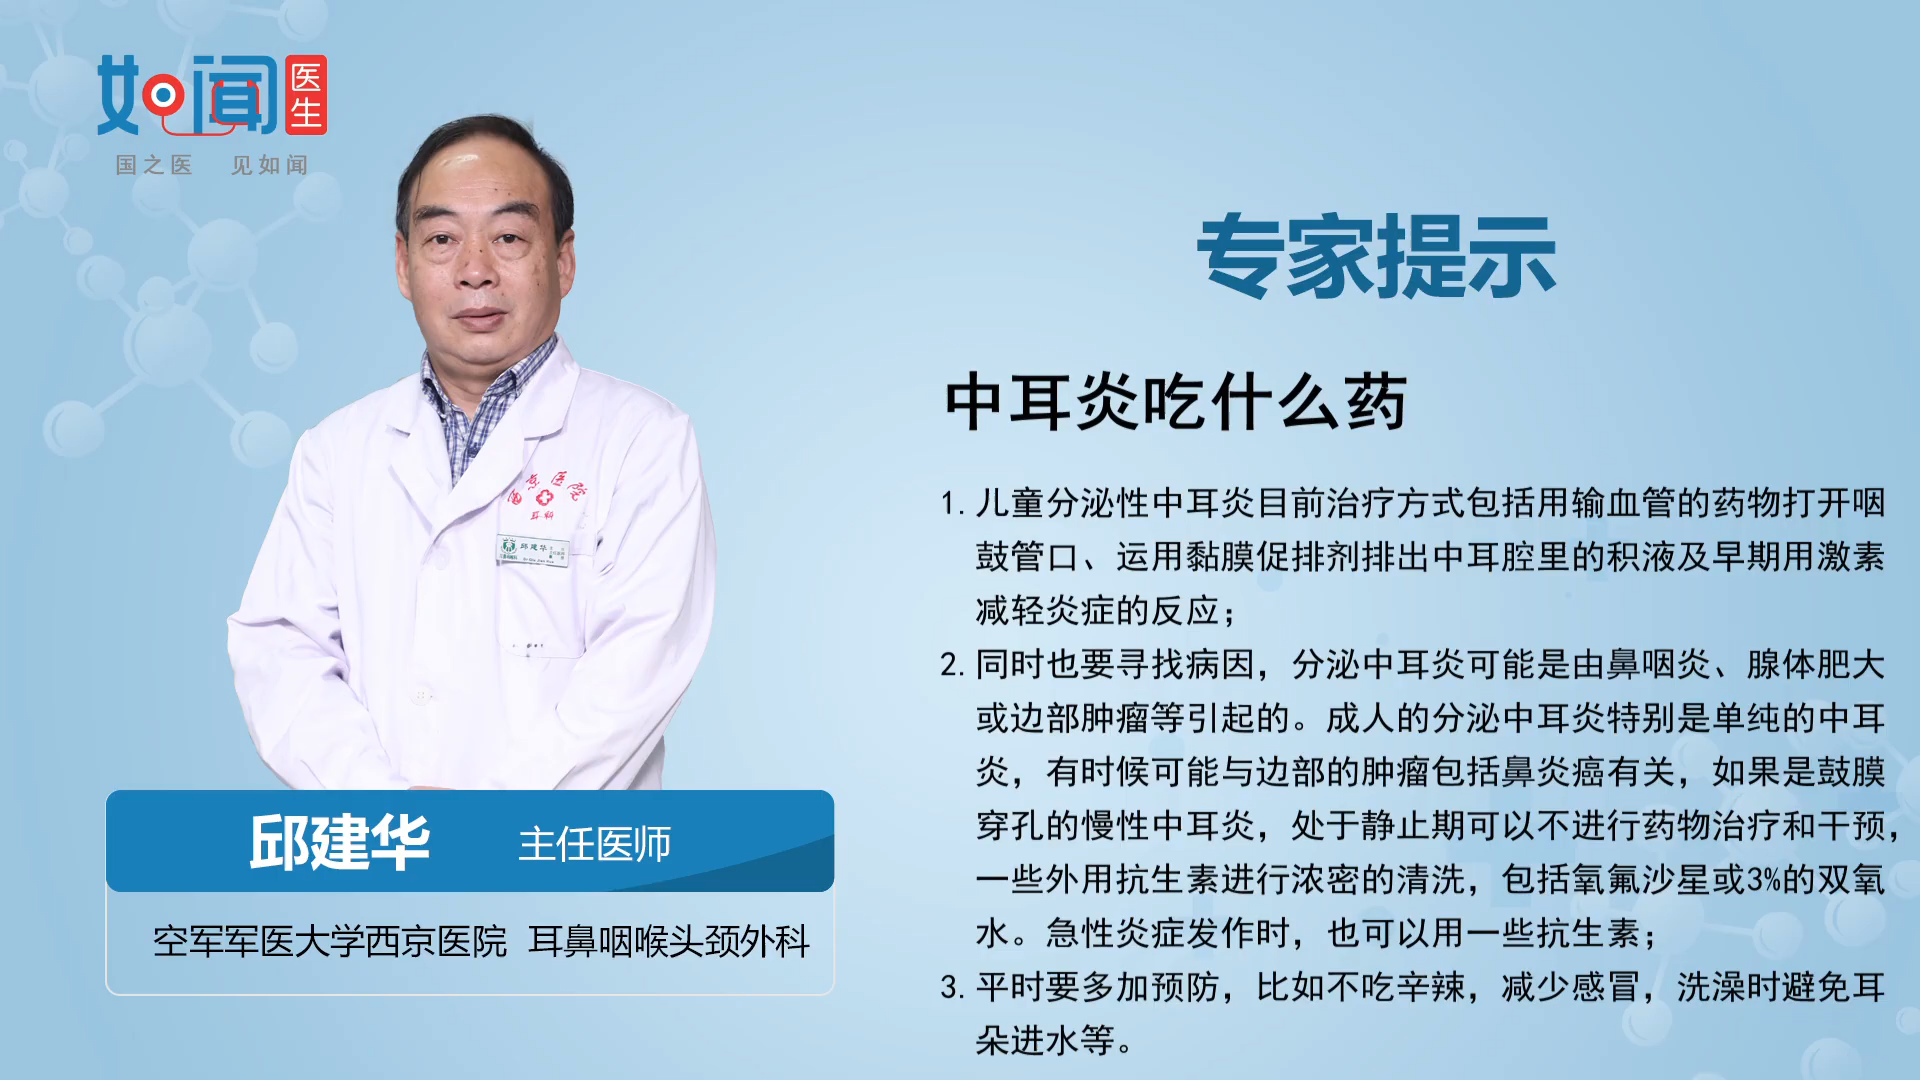 如闻医生
国之医 见如闻
专家提示
中耳炎吃什么药
1. 儿童分泌性中耳炎目前治疗方式包括用输血管的药物打开咽
鼓管口、运用黏膜促排剂排出中耳腔里的积液及早期用激素
减轻炎症的反应；
2. 同时也要寻找病因，分泌中耳炎可能是由鼻咽炎、腺体肥大
或边部肿瘤等引起的。成人的分泌中耳炎特别是单纯的中耳
炎，有时候可能与边部的肿瘤包括鼻炎癌有关，如果是鼓膜
穿孔的慢性中耳炎，处于静止期可以不进行药物治疗和干预，
一些外用抗生素进行浓密的清洗，包括氧氟沙星或3%的双氧
水。急性炎症发作时，也可以用一些抗生素；
3. 平时要多加预防，比如不吃辛辣，减少感冒，洗澡时避免耳
朵进水等。
医院
耳科
邱建华
邱建华 主任医师
空军军医大学西京医院 耳鼻咽喉头颈外科